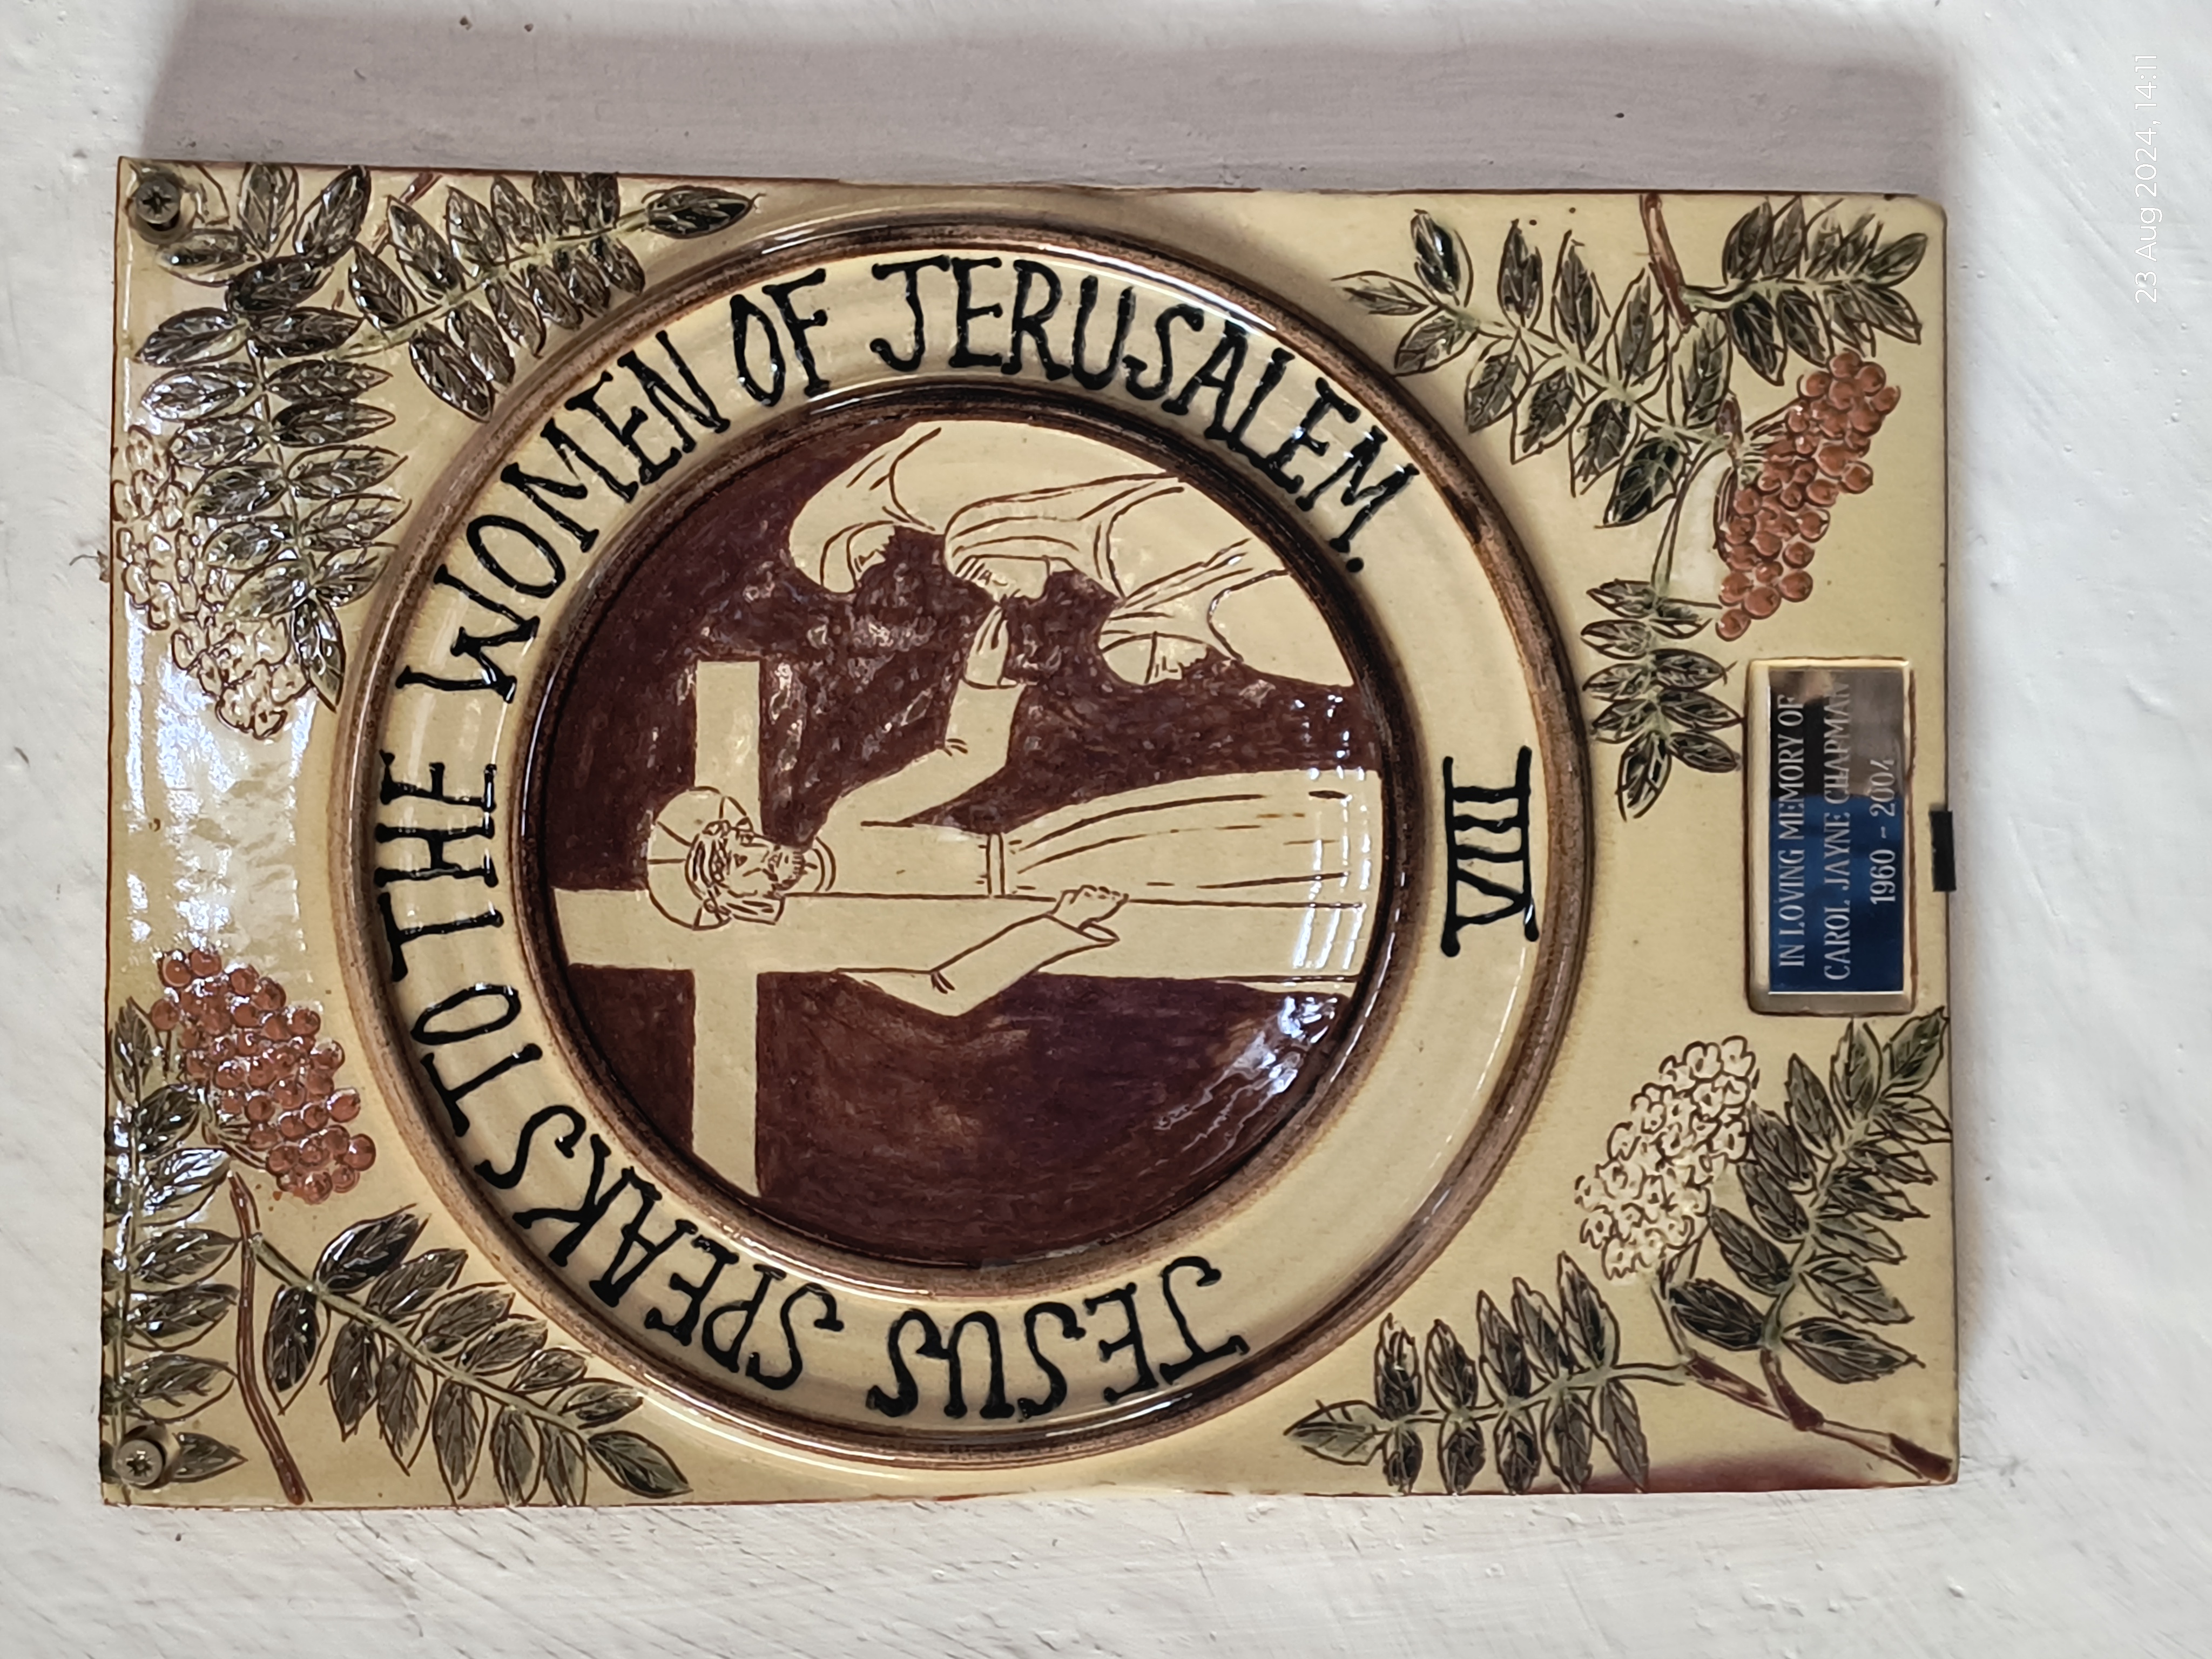 JESUS SPEAKS TO THE WOMEN OF JERUSALEM.
VIII
IN LOVING MEMORY OF
CAROL JAYNE CHAPMAN
1960 - 2004
23 Aug 2024, 14:11